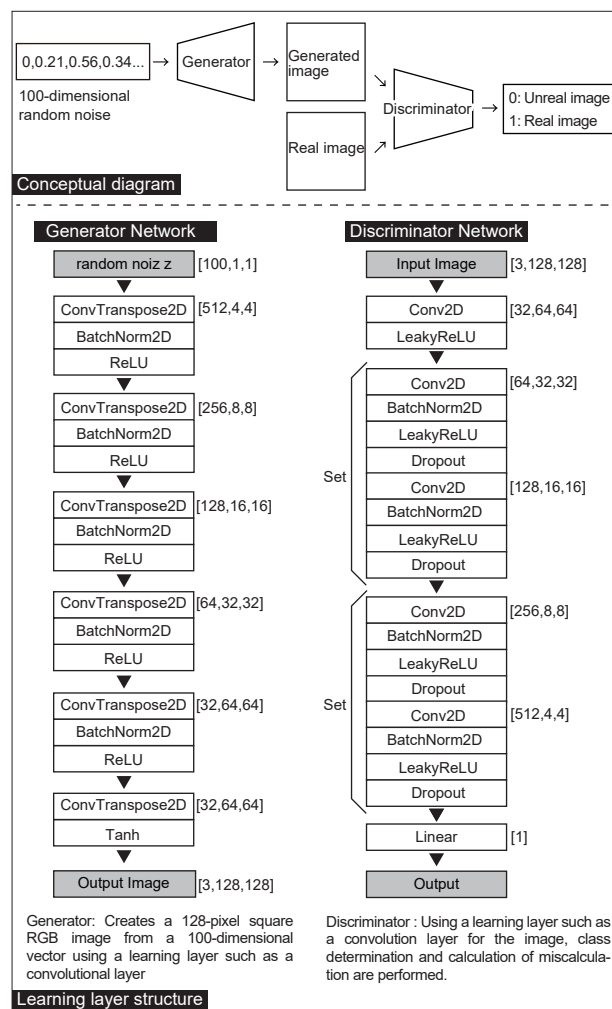 0,0.21,0.56,0.34...
100-dimensional
random noise
Generator
Generated
image
Real image
Discriminator
0: Unreal image
1: Real image
Conceptual diagram
Generator Network
random noiz z [100,1,1]
ConvTranspose2D [512,4,4]
BatchNorm2D
ReLU
ConvTranspose2D [256,8,8]
BatchNorm2D
ReLU
ConvTranspose2D [128,16,16]
BatchNorm2D
ReLU
ConvTranspose2D [64,32,32]
BatchNorm2D
ReLU
ConvTranspose2D [32,64,64]
BatchNorm2D
ReLU
ConvTranspose2D [32,64,64]
Tanh
Output Image [3,128,128]
Generator: Creates a 128-pixel square
RGB image from a 100-dimensional
vector using a learning layer such as a
convolutional layer
Discriminator Network
Input Image [3,128,128]
Conv2D [32,64,64]
LeakyReLU
Set
Conv2D [64,32,32]
BatchNorm2D
LeakyReLU
Dropout
Conv2D [128,16,16]
BatchNorm2D
LeakyReLU
Dropout
Set
Conv2D [256,8,8]
BatchNorm2D
LeakyReLU
Dropout
Conv2D [512,4,4]
BatchNorm2D
LeakyReLU
Dropout
Linear [1]
Output
Discriminator : Using a learning layer such as
a convolution layer for the image, class
determination and calculation of miscalcula-
tion are performed.
Learning layer structure